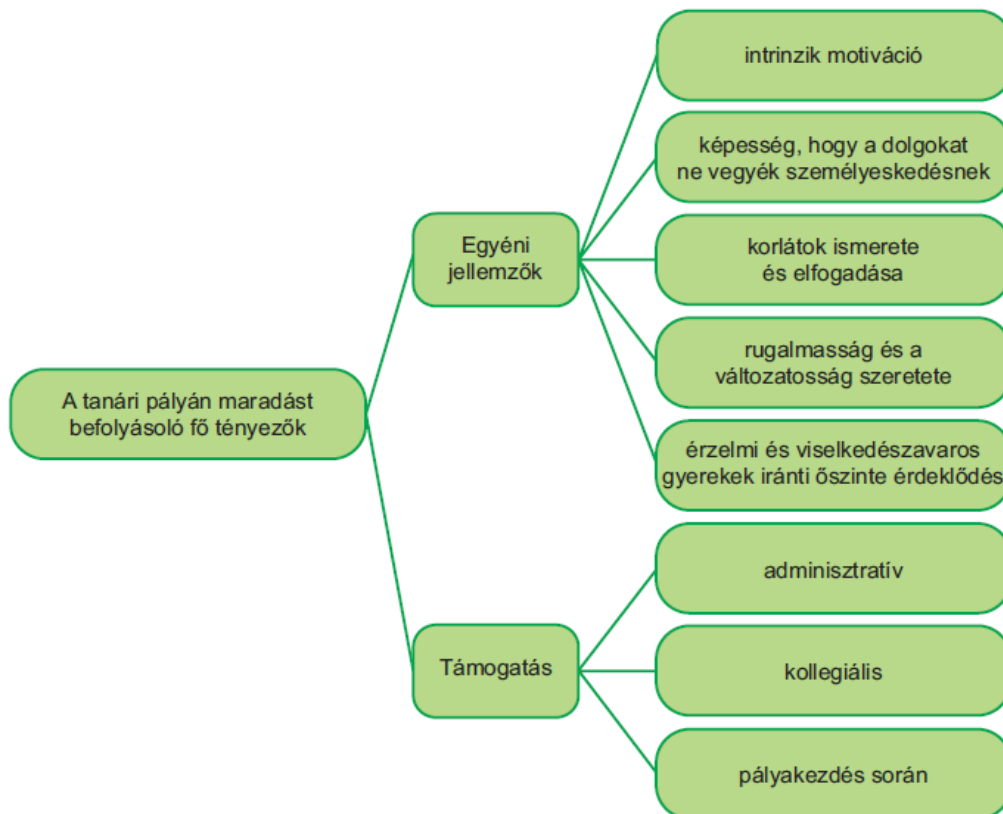 A tanári pályán maradást
befolyásoló fő tényezők
Egyéni
jellemzők
intrinzik motiváció
képesség, hogy a dolgokat
ne vegyék személyeskedésnek
korlátok ismerete
és elfogadása
rugalmasság és a
változatosság szeretete
érzelmi és viselkedészavaros
gyerekek iránti őszinte érdeklődés
Támogatás
adminisztratív
kollegiális
pályakezdés során